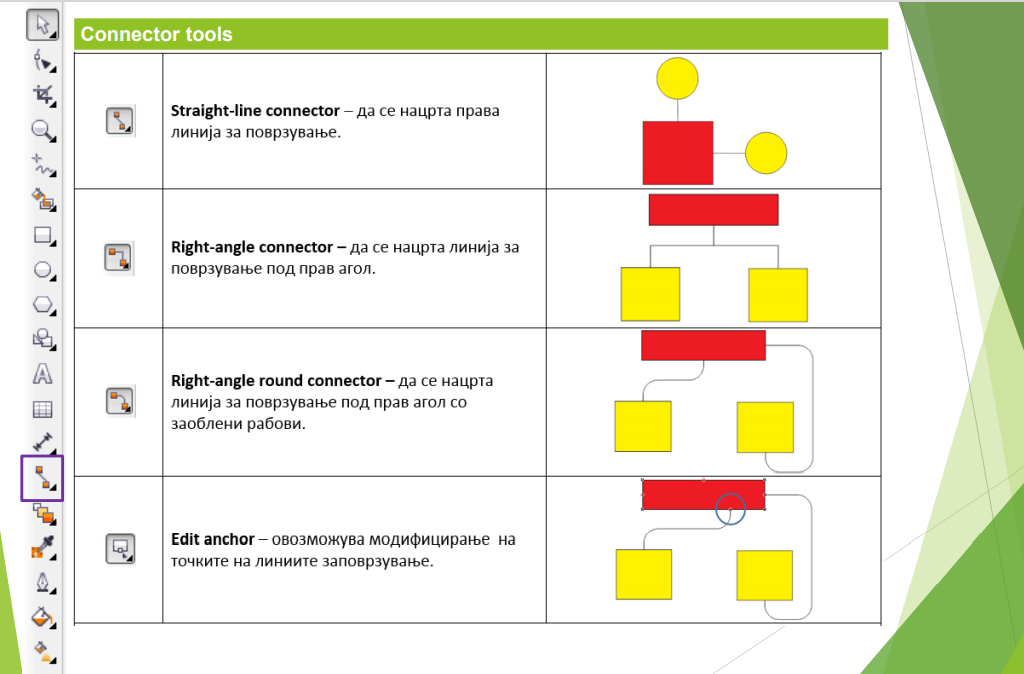 Connector tools
Straight-line connector – да се нацрта права
линија за поврзување.
Right-angle connector – да се нацрта линија за
поврзување под прав агол.
Right-angle round connector – да се нацрта
линија за поврзување под прав агол со
заоблени рабови.
Edit anchor – овозможува модифицирање на
точките на линиите заповрзување.